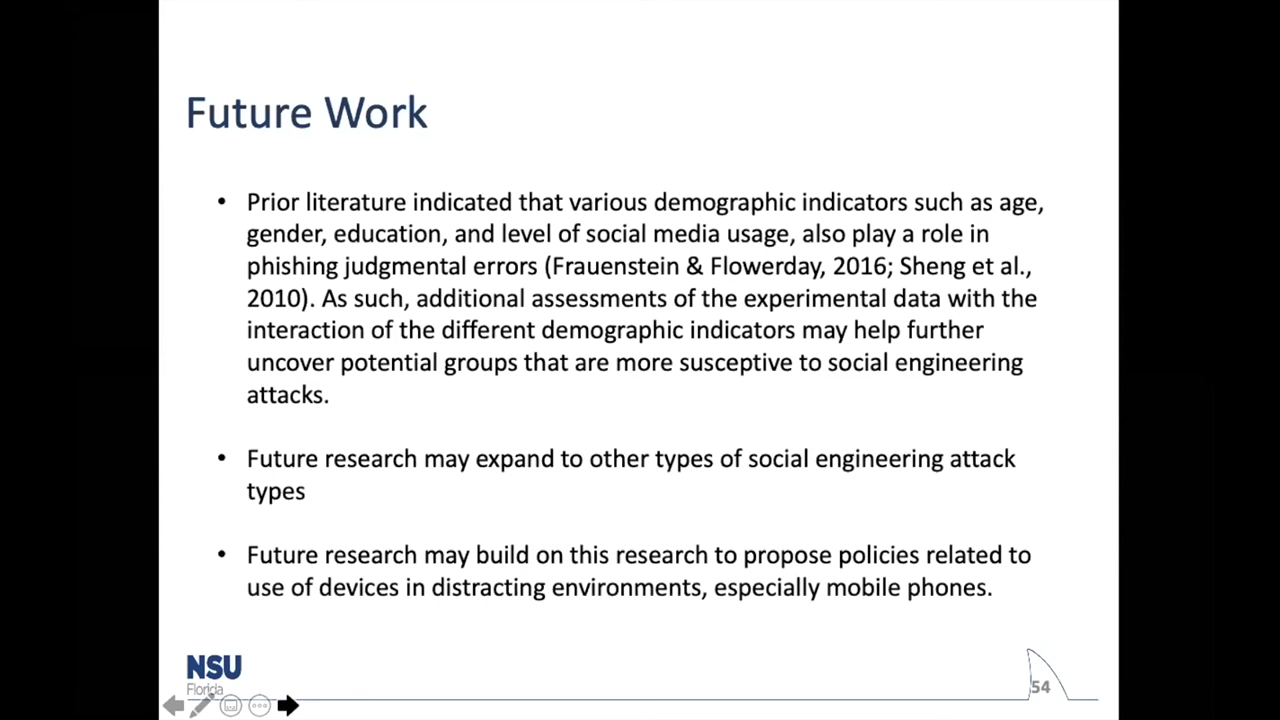 Future Work
• Prior literature indicated that various demographic indicators such as age,
gender, education, and level of social media usage, also play a role in
phishing judgmental errors (Frauenstein & Flowerday, 2016; Sheng et al.,
2010). As such, additional assessments of the experimental data with the
interaction of the different demographic indicators may help further
uncover potential groups that are more susceptive to social engineering
attacks.
• Future research may expand to other types of social engineering attack
types
• Future research may build on this research to propose policies related to
use of devices in distracting environments, especially mobile phones.
NSU
Florida
54